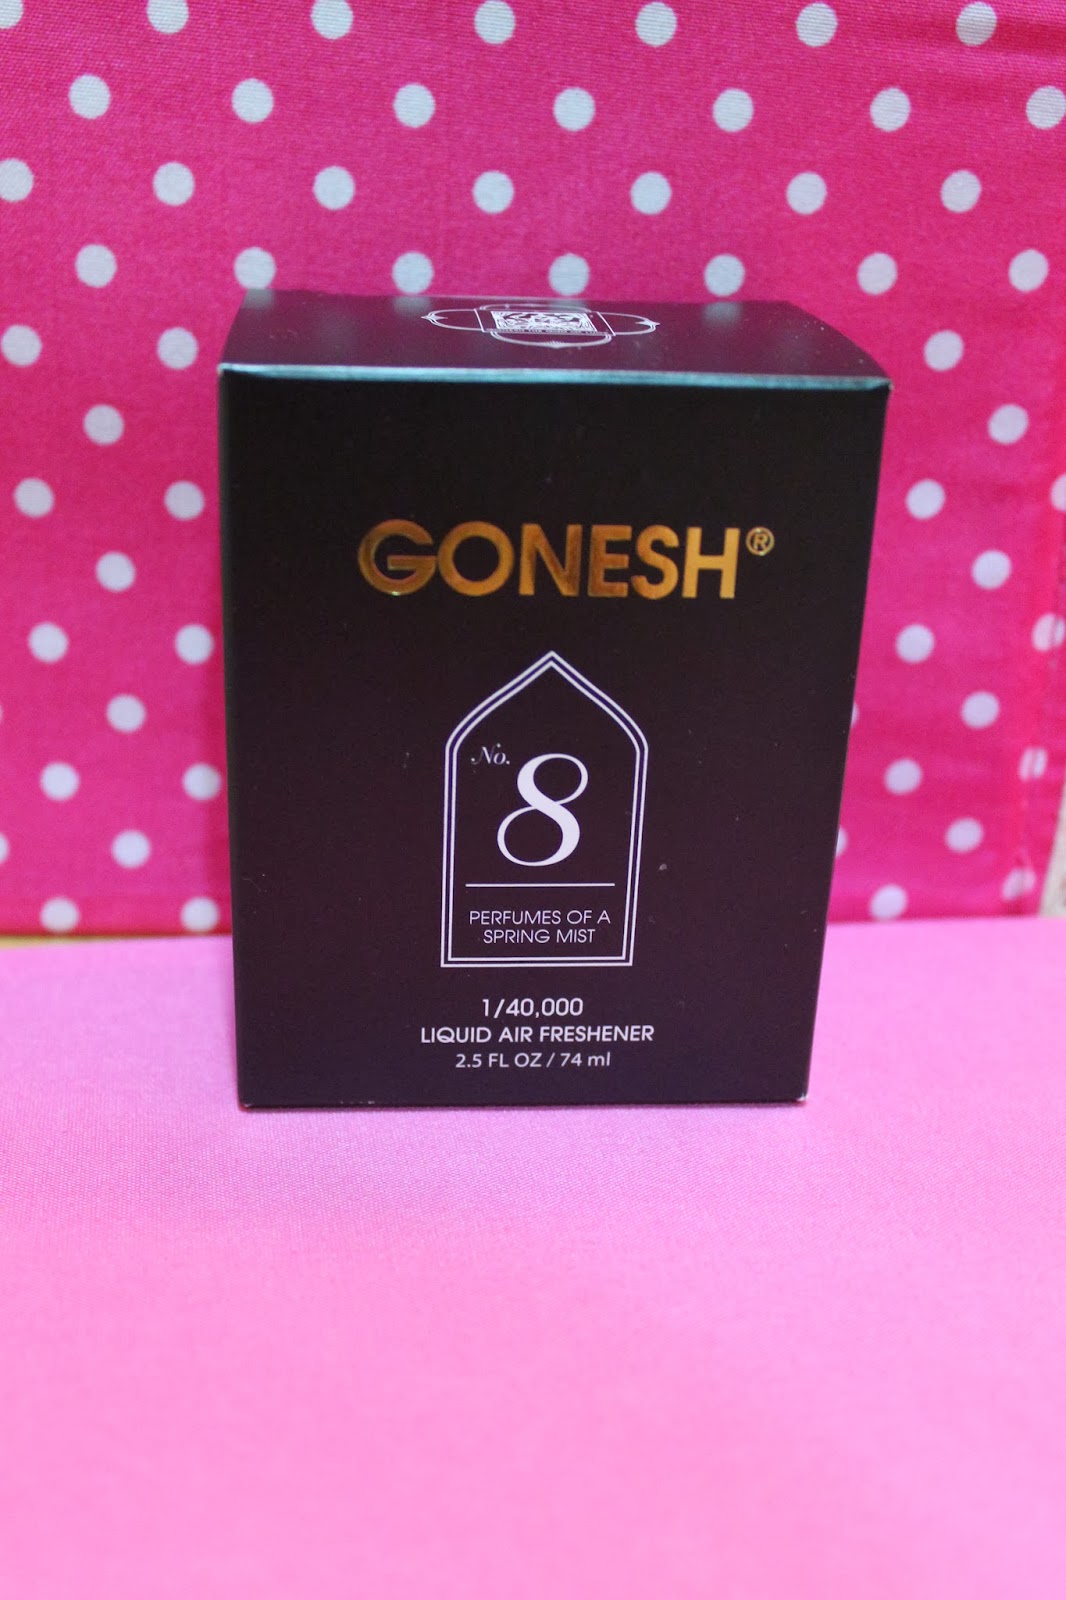 GONESH®
No. 8
PERFUMES OF A
SPRING MIST
1/40,000
LIQUID AIR FRESHENER
2.5 FL OZ / 74 ml